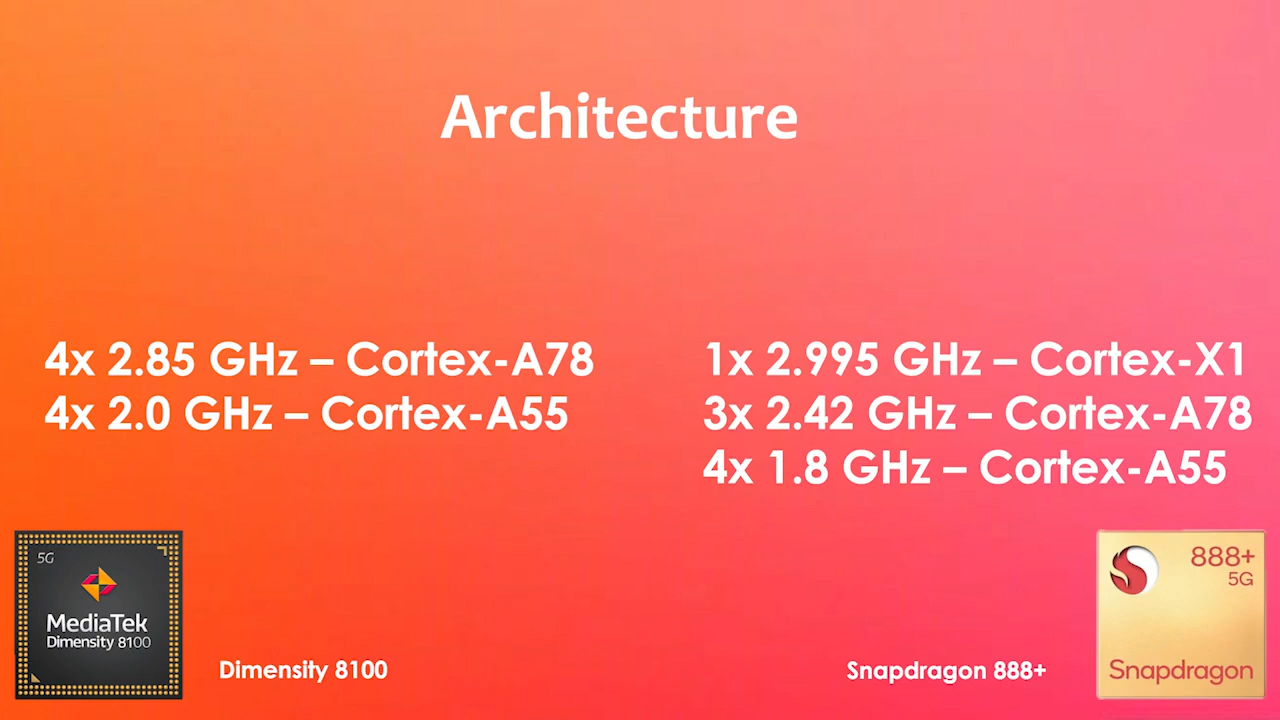 Architecture
4x 2.85 GHz – Cortex-A78
4x 2.0 GHz – Cortex-A55
1x 2.995 GHz – Cortex-X1
3x 2.42 GHz – Cortex-A78
4x 1.8 GHz – Cortex-A55
5G
MediaTek
Dimensity 8100
Dimensity 8100
Snapdragon 888+
888+
5G
Snapdragon